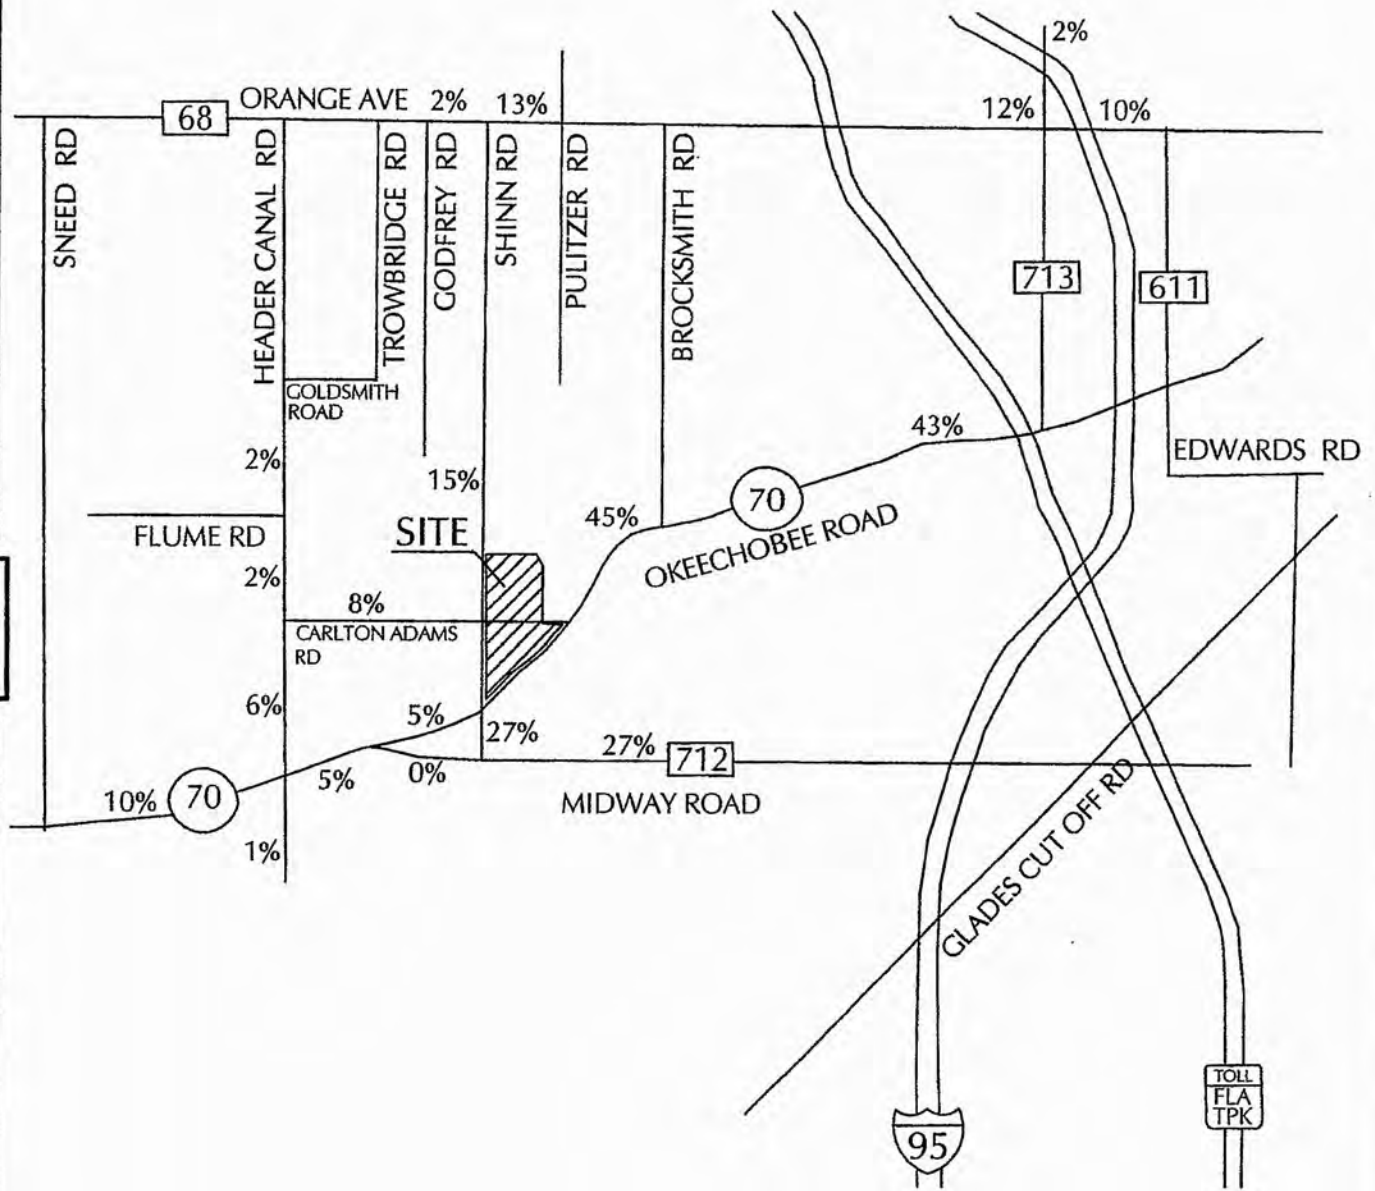 2%
ORANGE AVE 2% 13%
12% 10%
68
SNEED RD
HEADER CANAL RD
TROWBRIDGE RD
GODFREY RD
SHINN RD
PULITZER RD
BROCKSMITH RD
713
611
GOLDSMITH
ROAD
43%
2%
EDWARDS RD
15%
70
45%
SITE
FLUME RD
OKEECHOBEE ROAD
2%
8%
CARLTON ADAMS
RD
6%
5%
27%
27%
712
5%
0%
10%
70
MIDWAY ROAD
1%
GLADES CUT OFF RD
TOLL
FLA
TPK
95